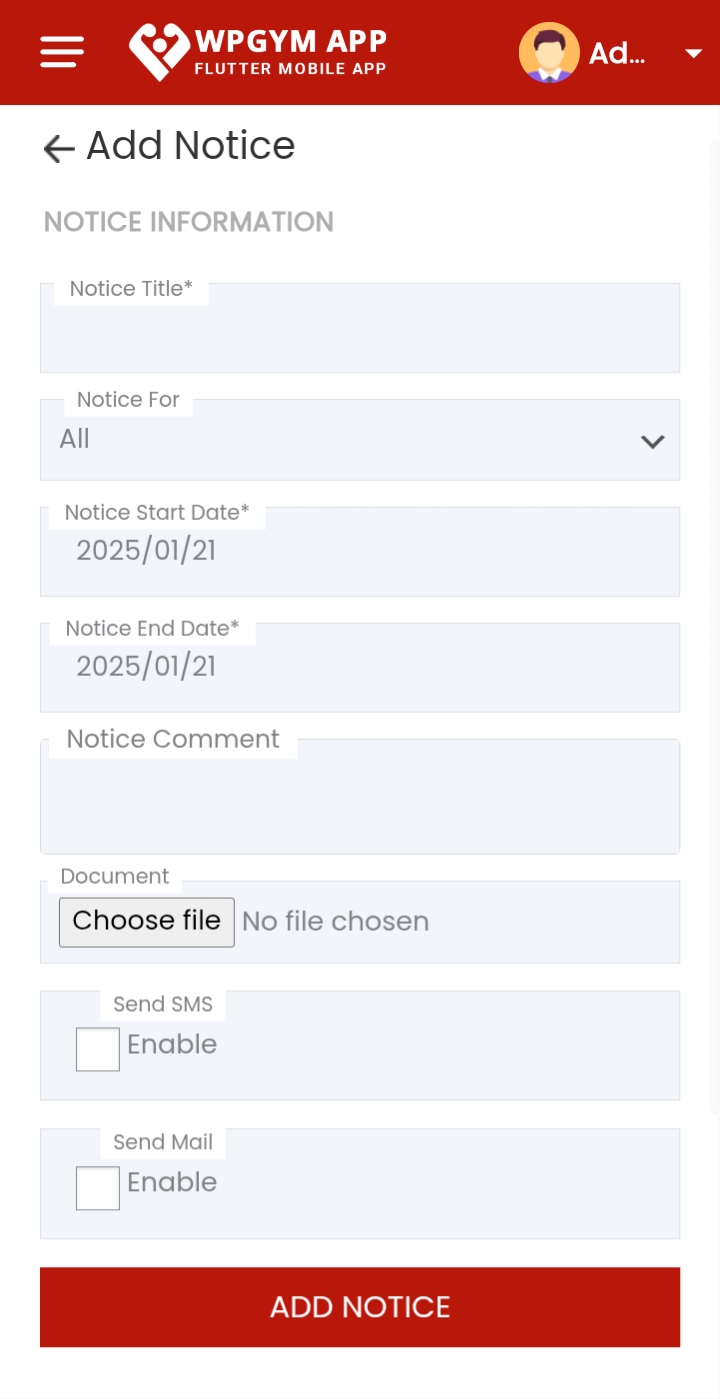 WPGYM APP
FLUTTER MOBILE APP
Ad...
Add Notice
NOTICE INFORMATION
Notice Title*
Notice For
All
Notice Start Date*
2025/01/21
Notice End Date*
2025/01/21
Notice Comment
Document
Choose file No file chosen
Send SMS
Enable
Send Mail
Enable
ADD NOTICE